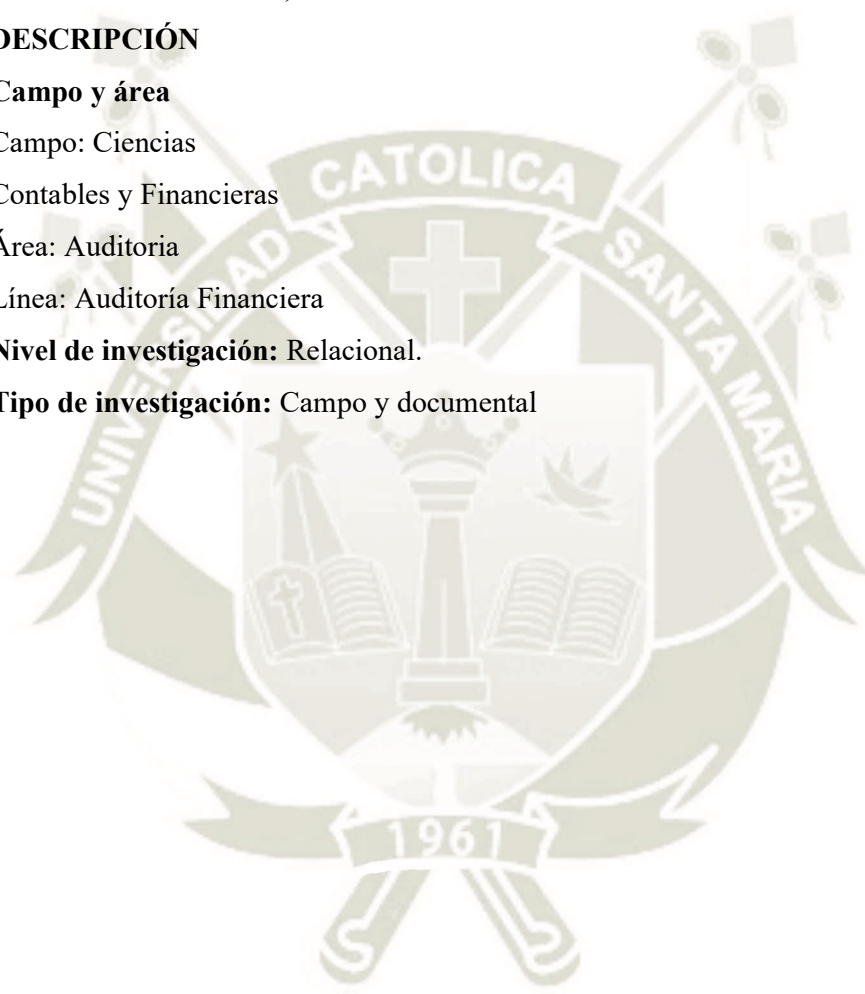 DESCRIPCIÓN
Campo y área
Campo: Ciencias
Contables y Financieras
Área: Auditoria
Línea: Auditoría Financiera
Nivel de investigación: Relacional.
Tipo de investigación: Campo y documental
UNIVERSIDAD CATOLICA SANTA MARIA
1961